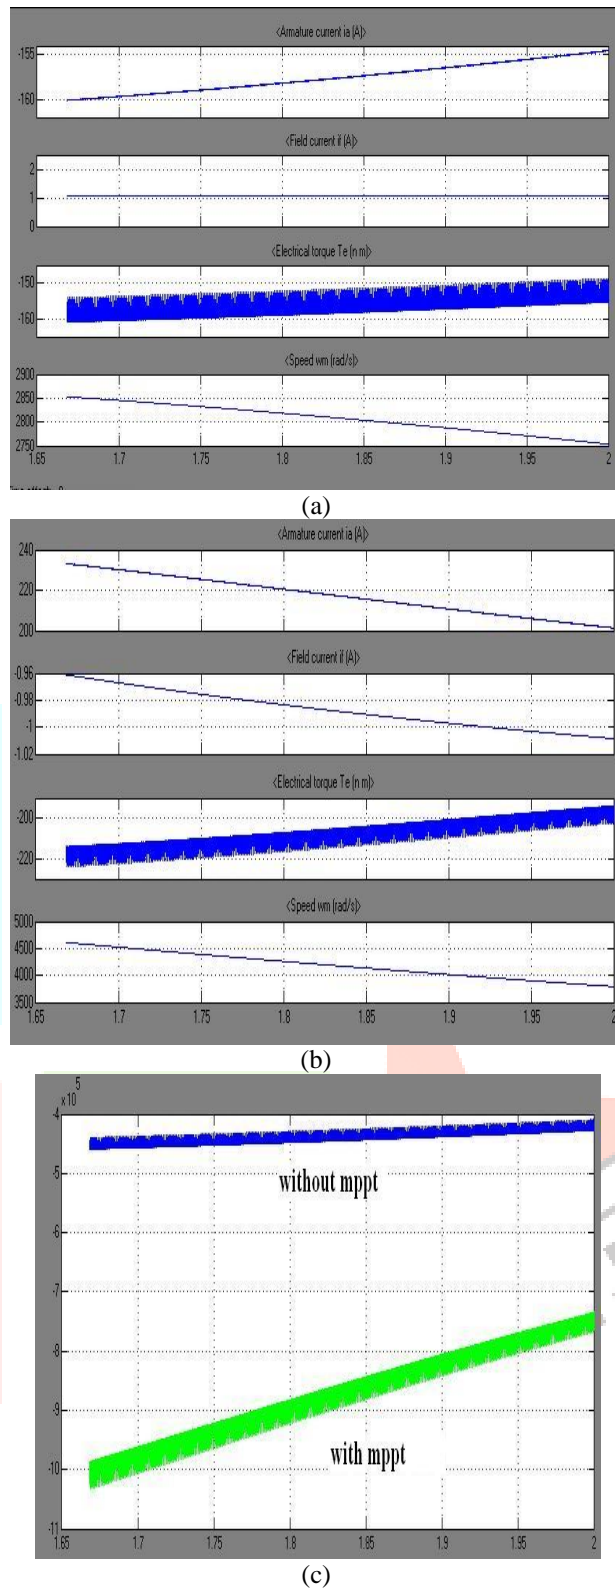 <Armature current ia (A)>
-155
-160
<Field current if (A)>
2
1
0
<Electrical torque Te (n m)>
-150
-160
<Speed wm (rad/s)>
2900
2850
2800
2750
1.65 1.7 1.75 1.8 1.85 1.9 1.95 2
(a)
<Armature current ia (A)>
240
220
200
<Field current if (A)>
-0.96
-0.98
-1
-1.02
<Electrical torque Te (n m)>
-200
-220
<Speed wm (rad/s)>
5000
4500
4000
3500
1.65 1.7 1.75 1.8 1.85 1.9 1.95 2
(b)
x 10 5
-4
-5
without mppt
-6
-7
-8
-9
with mppt
-10
-11
1.65 1.7 1.75 1.8 1.85 1.9 1.95 2
(c)